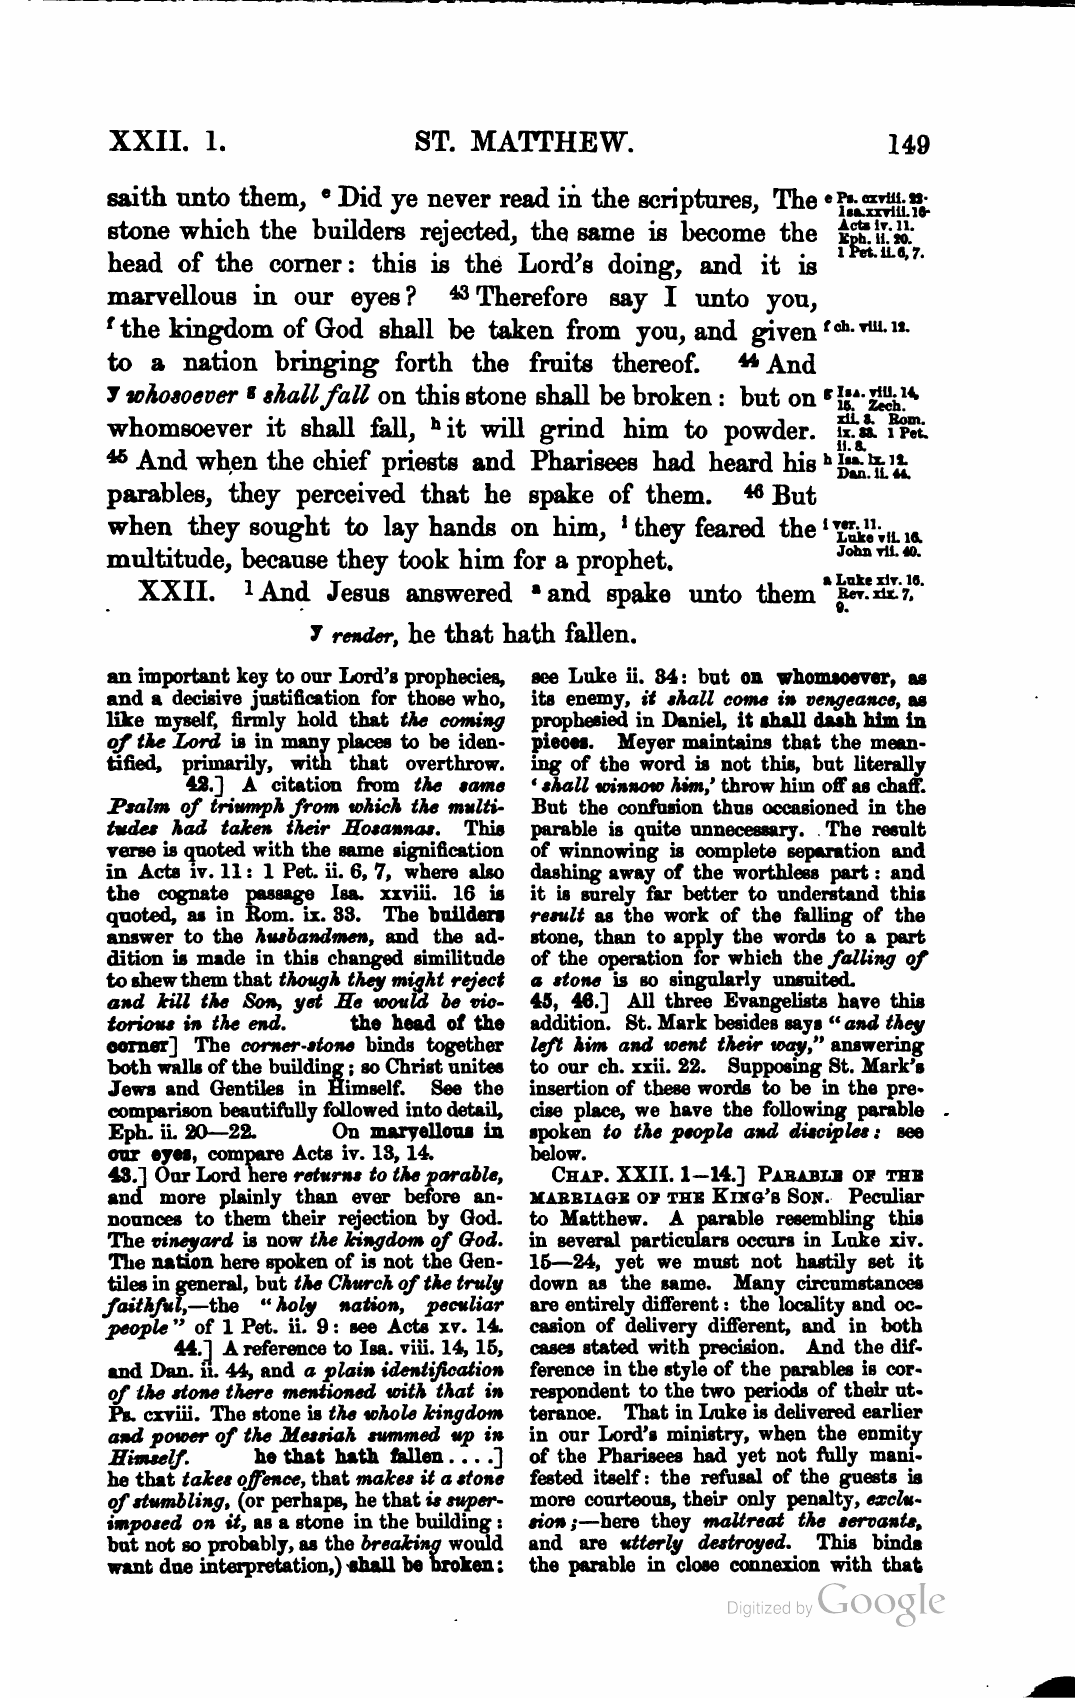 XXII. 1. ST. MATTHEW. 149
saith unto them, e Did ye never read in the scriptures, The
stone which the builders rejected, the same is become the
head of the corner: this is the Lord's doing, and it is
marvellous in our eyes? 43 Therefore say I unto you,
f the kingdom of God shall be taken from you, and given
to a nation bringing forth the fruits thereof. 44 And
y whosoever g shall fall on this stone shall be broken: but on
whomsoever it shall fall, h it will grind him to powder.
45 And when the chief priests and Pharisees had heard his
parables, they perceived that he spake of them. 46 But
when they sought to lay hands on him, i they feared the
multitude, because they took him for a prophet.
XXII. 1 And Jesus answered a and spake unto them
e Ps. cxviii. 22.
Isa. xxviii. 16.
Acts iv. 11.
Eph. ii. 20.
1 Pet. ii. 6, 7.
f ch. viii. 12.
g Isa. viii. 14,
15. Zech.
xii. 3. Rom.
ix. 33. 1 Pet.
ii. 8.
h Isa. lx. 12.
Dan. ii. 44.
i ver. 11.
Luke vii. 16.
John vii. 40.
a Luke xiv. 16.
Rev. xix. 7,
9.
y render, he that hath fallen.
an important key to our Lord's prophecies,
and a decisive justification for those who,
like myself, firmly hold that the coming
of the Lord is in many places to be iden-
tified, primarily, with that overthrow.
42.] A citation from the same
Psalm of triumph from which the multi-
tudes had taken their Hosannas. This
verse is quoted with the same signification
in Acts iv. 11: 1 Pet. ii. 6, 7, where also
the cognate passage Isa. xxviii. 16 is
quoted, as in Rom. ix. 33. The builders
answer to the husbandmen, and the ad-
dition is made in this changed similitude
to shew them that though they might reject
and kill the Son, yet He would be vic-
torious in the end. the head of the
corner] The corner-stone binds together
both walls of the building; so Christ unites
Jews and Gentiles in Himself. See the
comparison beautifully followed into detail,
Eph. ii. 20—22. On marvellous in
our eyes, compare Acts iv. 13, 14.
43.] Our Lord here returns to the parable,
and more plainly than ever before an-
nounces to them their rejection by God.
The vineyard is now the kingdom of God.
The nation here spoken of is not the Gen-
tiles in general, but the Church of the truly
faithful,—the "holy nation, peculiar
people" of 1 Pet. ii. 9: see Acts xv. 14.
44.] A reference to Isa. viii. 14, 15,
and Dan. ii. 44, and a plain identification
of the stone there mentioned with that in
Ps. cxviii. The stone is the whole kingdom
and power of the Messiah summed up in
Himself. he that hath fallen . . . .]
he that takes offence, that makes it a stone
of stumbling, (or perhaps, he that is super-
imposed on it, as a stone in the building:
but not so probably, as the breaking would
want due interpretation,) shall be broken:
see Luke ii. 34: but on whomsoever, as
its enemy, it shall come in vengeance, as
prophesied in Daniel, it shall dash him in
pieces. Meyer maintains that the mean-
ing of the word is not this, but literally
'shall winnow him,' throw him off as chaff.
But the confusion thus occasioned in the
parable is quite unnecessary. The result
of winnowing is complete separation and
dashing away of the worthless part: and
it is surely far better to understand this
result as the work of the falling of the
stone, than to apply the words to a part
of the operation for which the falling of
a stone is so singularly unsuited.
45, 46.] All three Evangelists have this
addition. St. Mark besides says "and they
left him and went their way," answering
to our ch. xxii. 22. Supposing St. Mark's
insertion of these words to be in the pre-
cise place, we have the following parable
spoken to the people and disciples: see
below.
CHAP. XXII. 1—14.] PARABLE OF THE
MARRIAGE OF THE KING'S SON. Peculiar
to Matthew. A parable resembling this
in several particulars occurs in Luke xiv.
15—24, yet we must not hastily set it
down as the same. Many circumstances
are entirely different: the locality and oc-
casion of delivery different, and in both
cases stated with precision. And the dif-
ference in the style of the parables is cor-
respondent to the two periods of their ut-
terance. That in Luke is delivered earlier
in our Lord's ministry, when the enmity
of the Pharisees had yet not fully mani-
fested itself: the refusal of the guests is
more courteous, their only penalty, exclu-
sion;—here they maltreat the servants,
and are utterly destroyed. This binds
the parable in close connexion with that
Digitized by Google